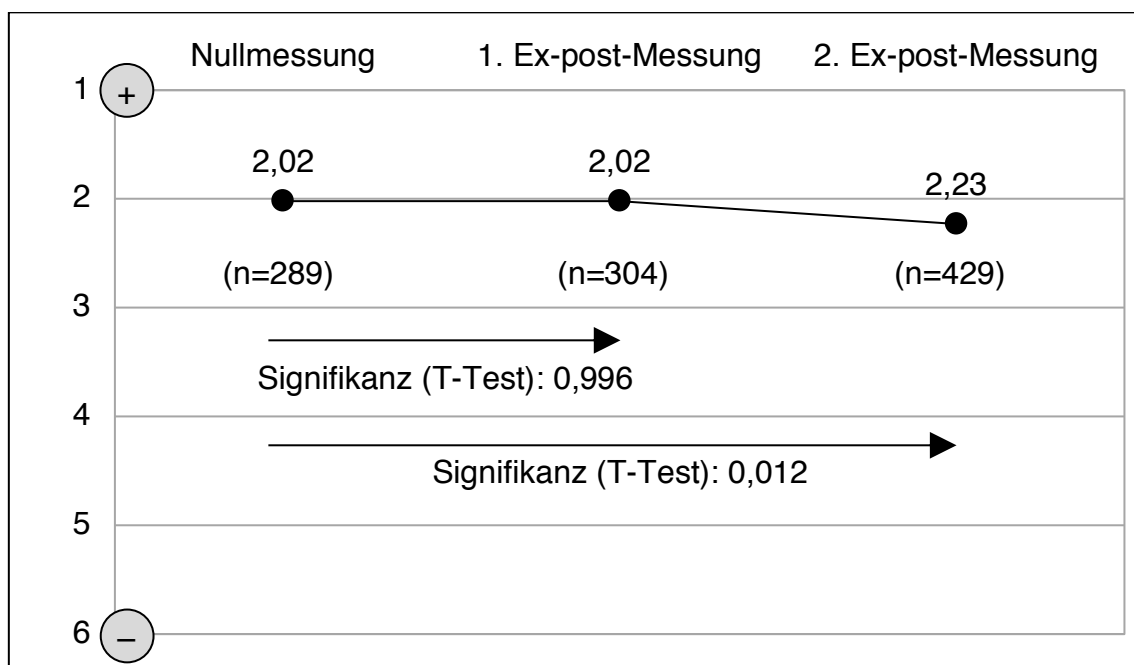 Nullmessung 1. Ex-post-Messung 2. Ex-post-Messung
1 +
2,02 2,02 2,23
2
(n=289) (n=304) (n=429)
3
Signifikanz (T-Test): 0,996
4
Signifikanz (T-Test): 0,012
5
6 –